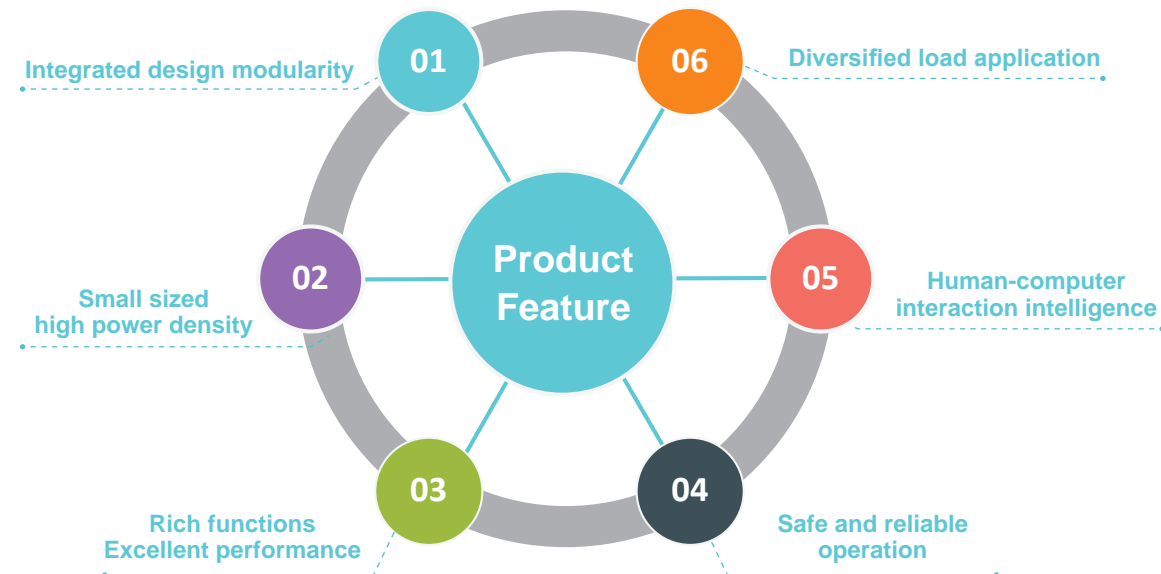 01
Integrated design modularity
02
Small sized
high power density
03
Rich functions
Excellent performance
Product
Feature
06
Diversified load application
05
Human-computer
interaction intelligence
04
Safe and reliable
operation